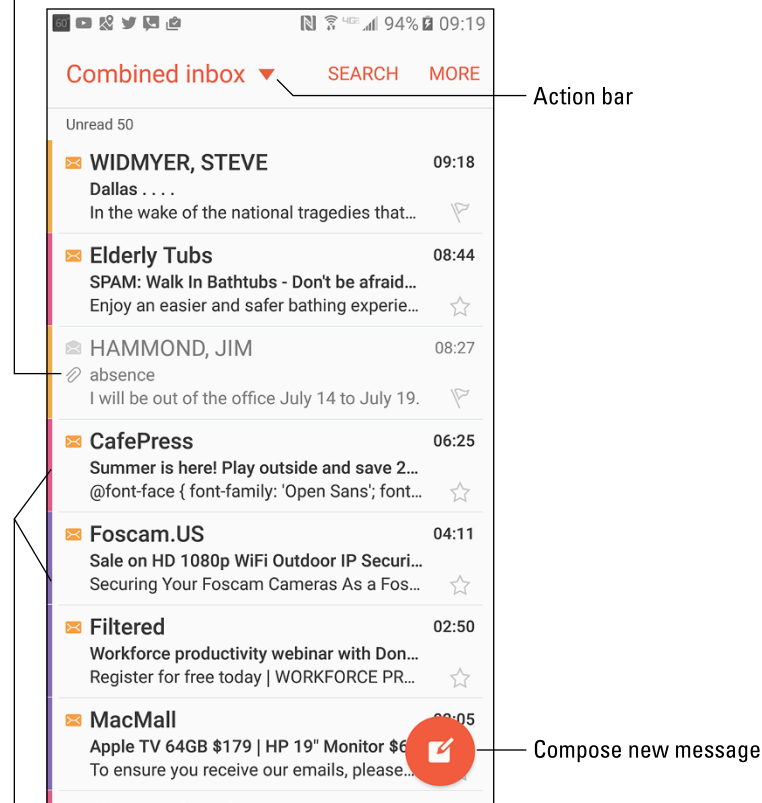 60° 4GE 94% 09:19
Combined inbox SEARCH MORE
Action bar
Unread 50
WIDMYER, STEVE 09:18
Dallas . . . .
In the wake of the national tragedies that...
Elderly Tubs 08:44
SPAM: Walk In Bathtubs - Don't be afraid...
Enjoy an easier and safer bathing experie...
HAMMOND, JIM 08:27
absence
I will be out of the office July 14 to July 19.
CafePress 06:25
Summer is here! Play outside and save 2...
@font-face { font-family: 'Open Sans'; font...
Foscam.US 04:11
Sale on HD 1080p WiFi Outdoor IP Securi...
Securing Your Foscam Cameras As a Fos...
Filtered 02:50
Workforce productivity webinar with Don...
Register for free today | WORKFORCE PR...
MacMall :05
Apple TV 64GB $179 | HP 19" Monitor $6
Compose new message
To ensure you receive our emails, please...